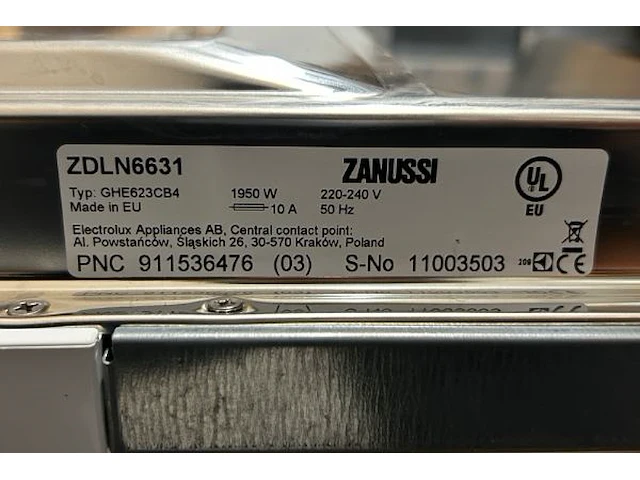 ZDLN6631 ZANUSSI
Typ: GHE623CB4 1950 W 220-240 V
Made in EU 10 A 50 Hz
UL
EU
Electrolux Appliances AB, Central contact point:
Al. Powstańców, Śląskich 26, 30-570 Kraków, Poland
PNC 911536476 (03) S-No 11003503 CE